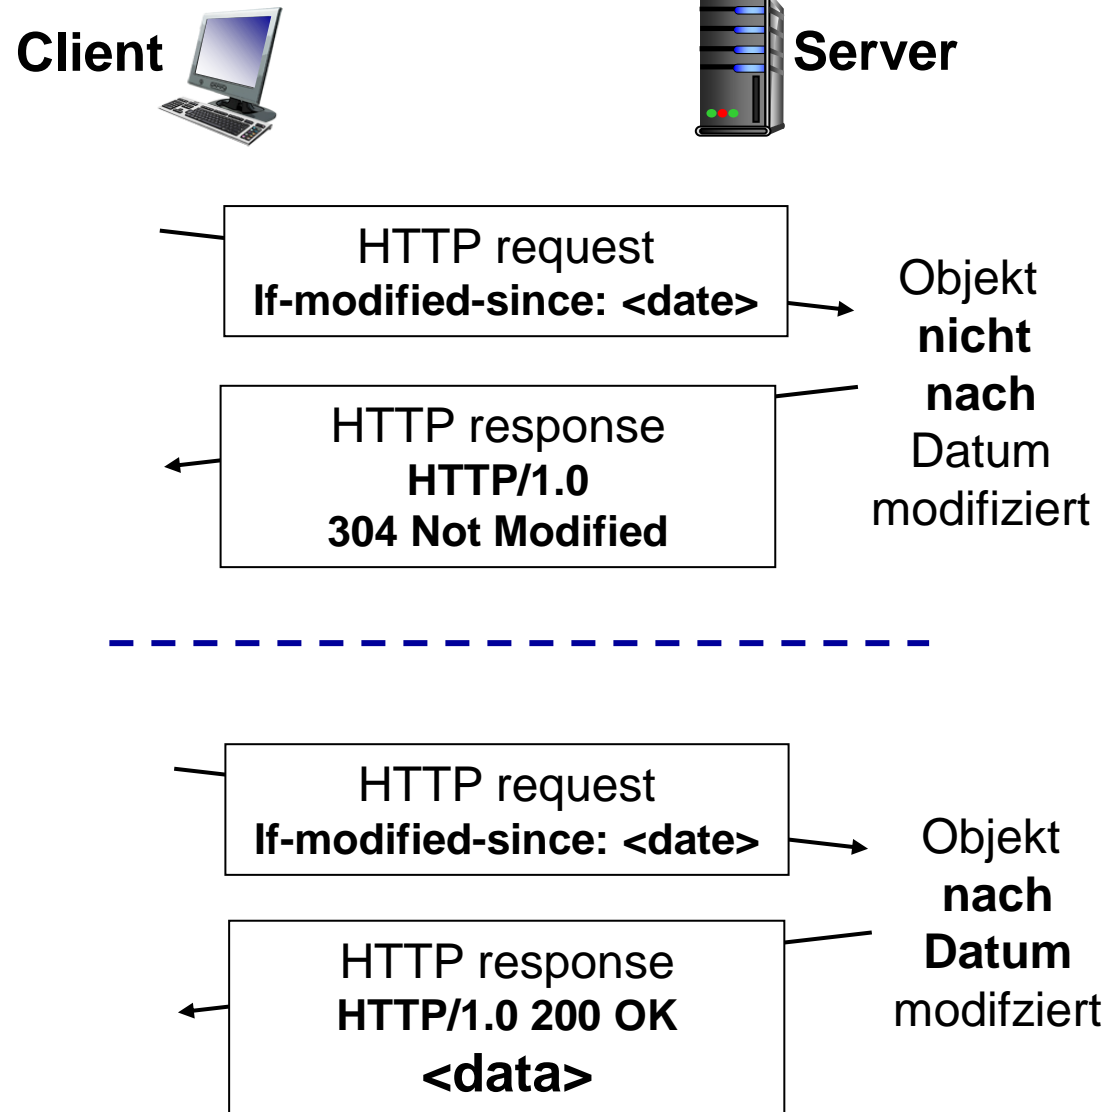 Client
Server
HTTP request
If-modified-since: <date>
Objekt
nicht
nach
Datum
modifiziert
HTTP response
HTTP/1.0
304 Not Modified
HTTP request
If-modified-since: <date>
Objekt
nach
Datum
modifziert
HTTP response
HTTP/1.0 200 OK
<data>